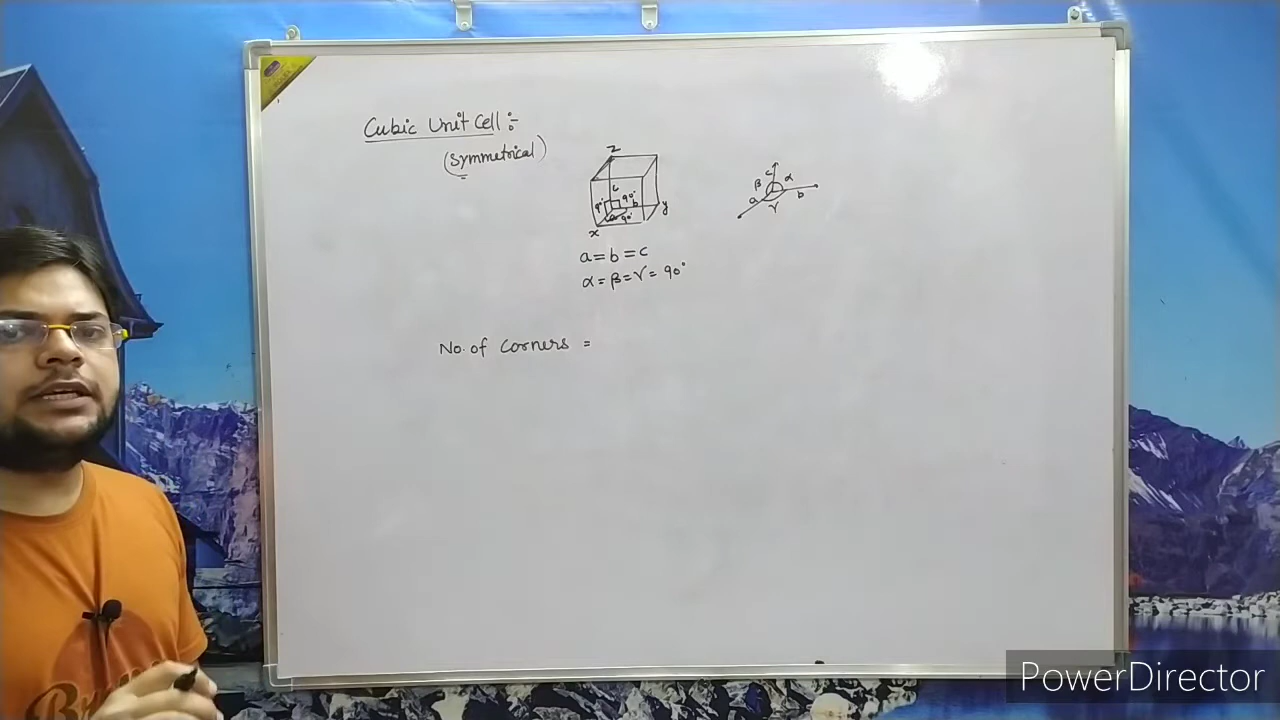 Cubic Unit Cell :-
(Symmetrical)
z
c
90°
90°
b
a
90°
y
x
β
c
α
a
b
γ
a = b = c
α = β = γ = 90°
No. of Corners =
PowerDirector